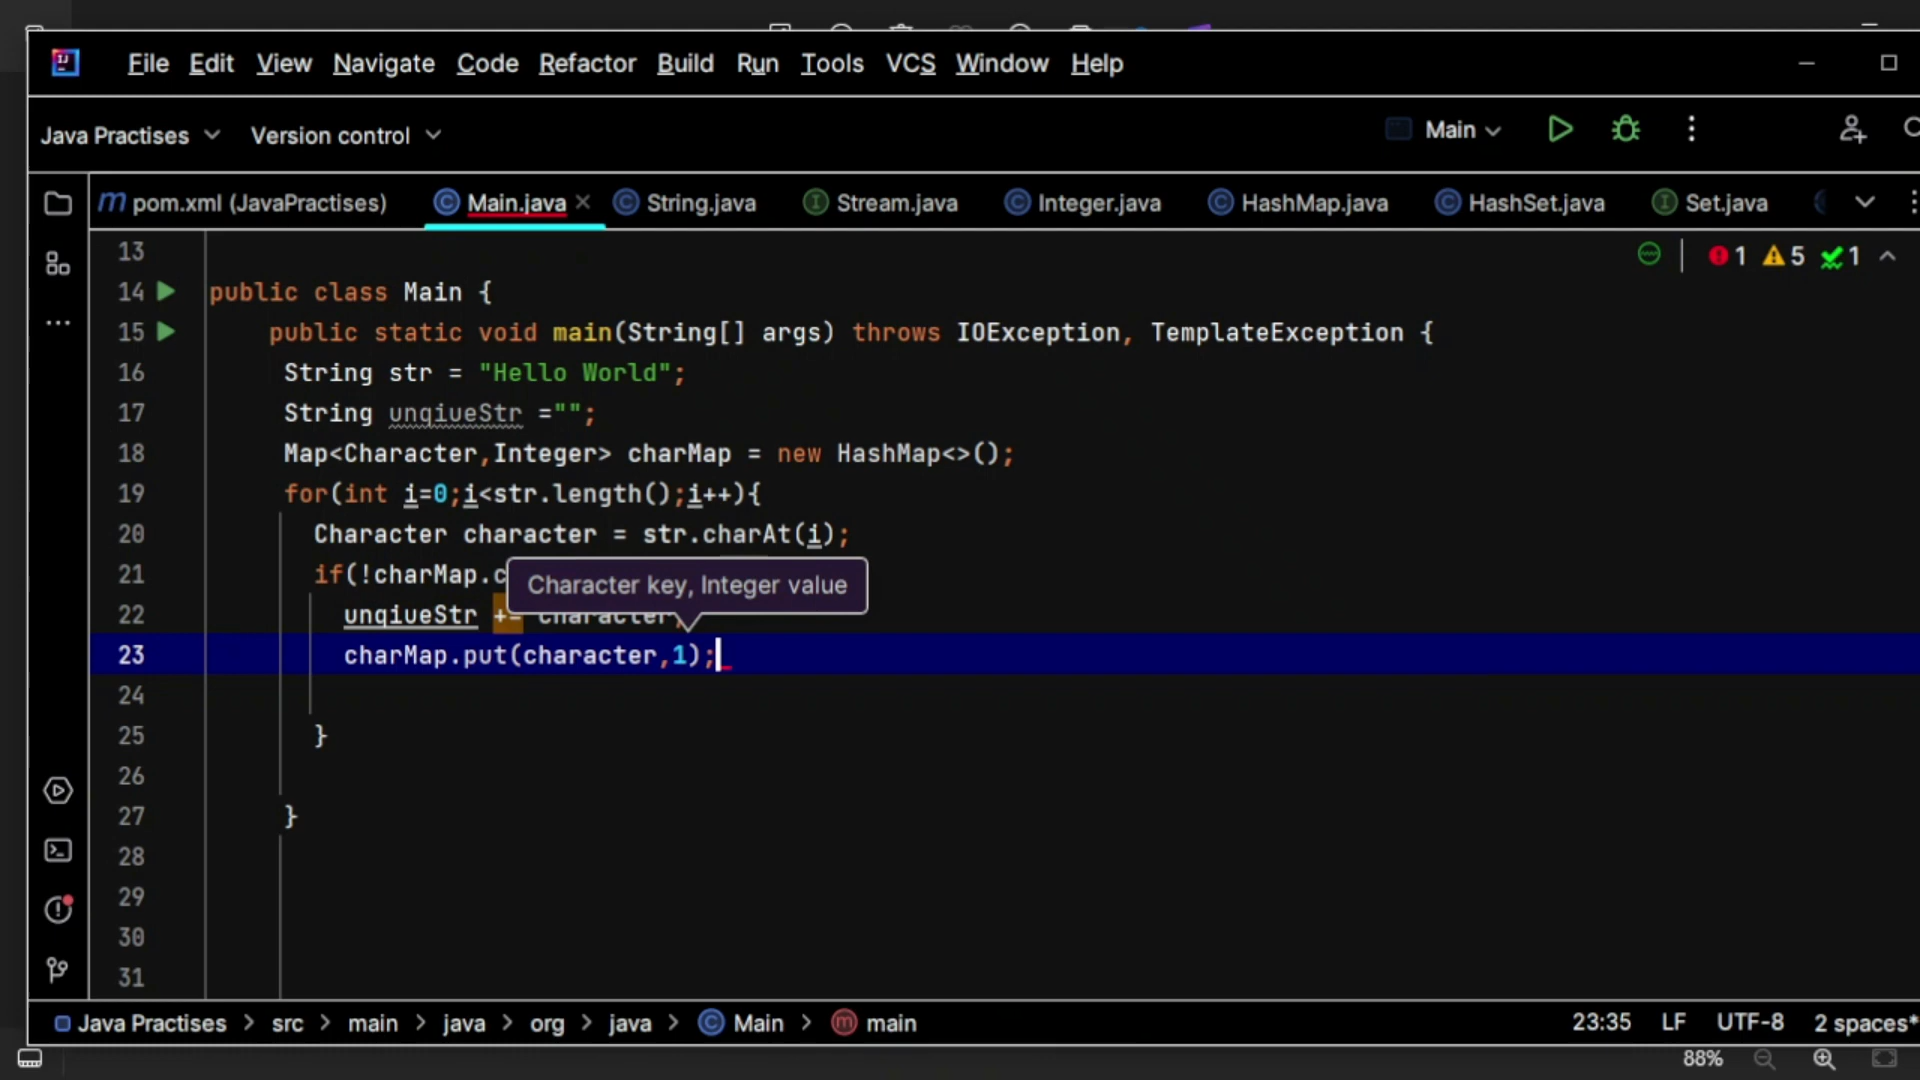 File Edit View Navigate Code Refactor Build Run Tools VCS Window Help
Java Practises Version control Main
pom.xml (JavaPractises) Main.java String.java Stream.java Integer.java HashMap.java HashSet.java Set.java
13
1 5 1
14 public class Main {
15 public static void main(String[] args) throws IOException, TemplateException {
16 String str = "Hello World";
17 String unqiueStr ="";
18 Map<Character,Integer> charMap = new HashMap<>();
19 for(int i=0;i<str.length();i++){
20 Character character = str.charAt(i);
21 if(!charMap.c
Character key, Integer value
22 unqiueStr += character;
23 charMap.put(character,1);
24
25 }
26
27 }
28
29
30
31
Java Practises > src > main > java > org > java > Main > main 23:35 LF UTF-8 2 spaces*
88%